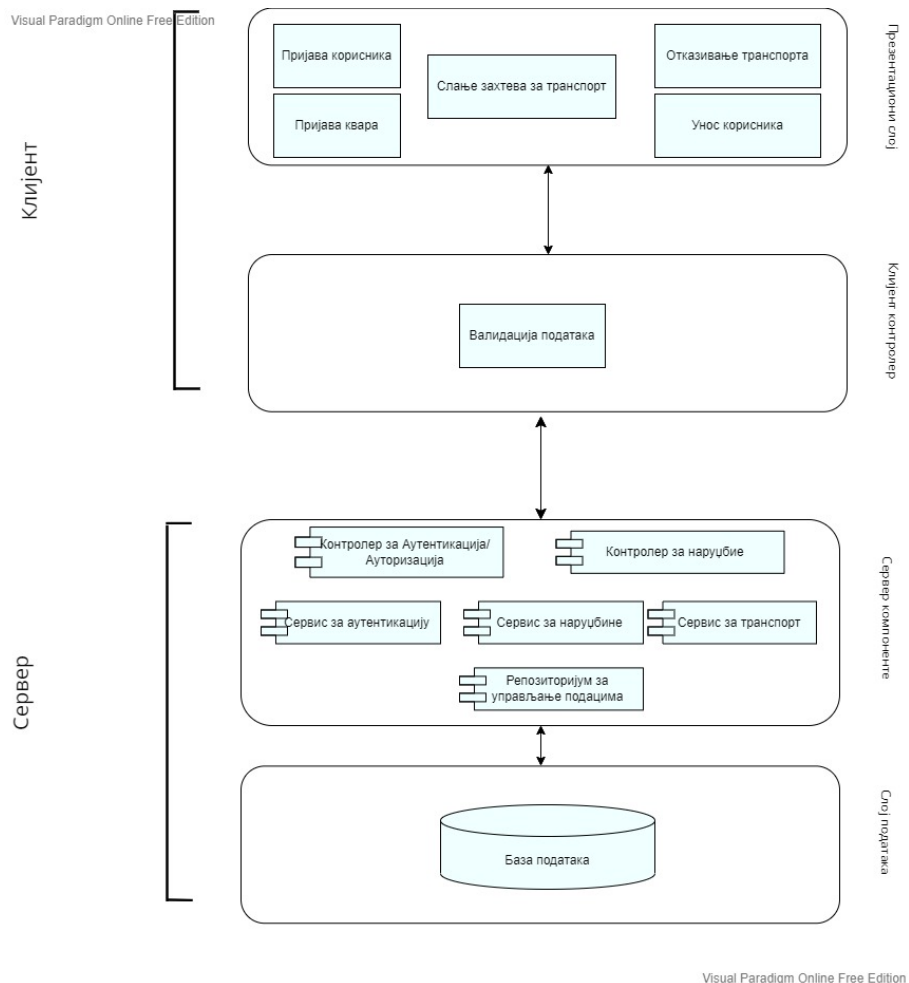 Visual Paradigm Online Free Edition
Клијент
Пријава корисника
Слање захтева за транспорт
Отказивање транспорта
Пријава квара
Унос корисника
Презентациони слој
Валидација података
Клијент контролер
Сервер
Контролер за Аутентикација/
Ауторизација
Контролер за наруџбие
Сервис за аутентикацију
Сервис за наруџбине
Сервис за транспорт
Репозиторијум за
управљање подацима
Сервер компоненте
База података
Слој података
Visual Paradigm Online Free Edition